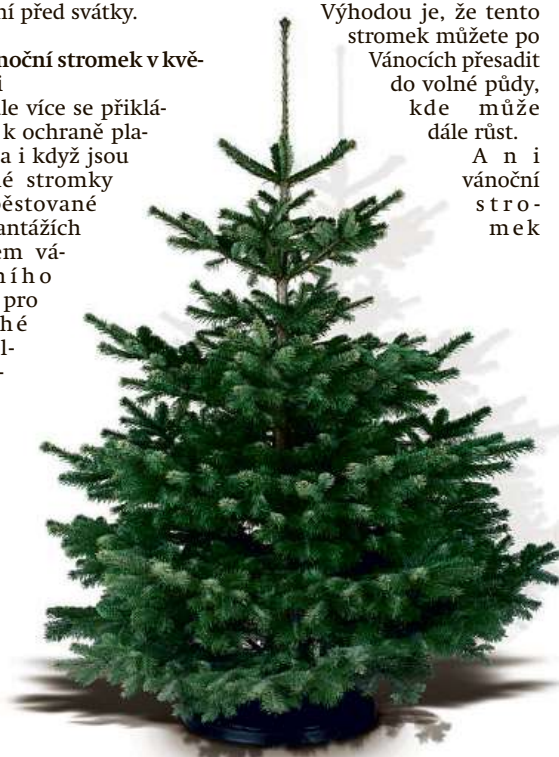 ní před svátky.
noční stromek v kvě-
i
le více se přiklá-
k ochraně pla-
a i když jsou
é stromky
ěstované
antážích
em vá-
ního
pro
hé
l-
-
Výhodou je, že tento
stromek můžete po
Vánocích přesadit
do volné půdy,
kde může
dále růst.
Ani
vánoční
stro-
mek